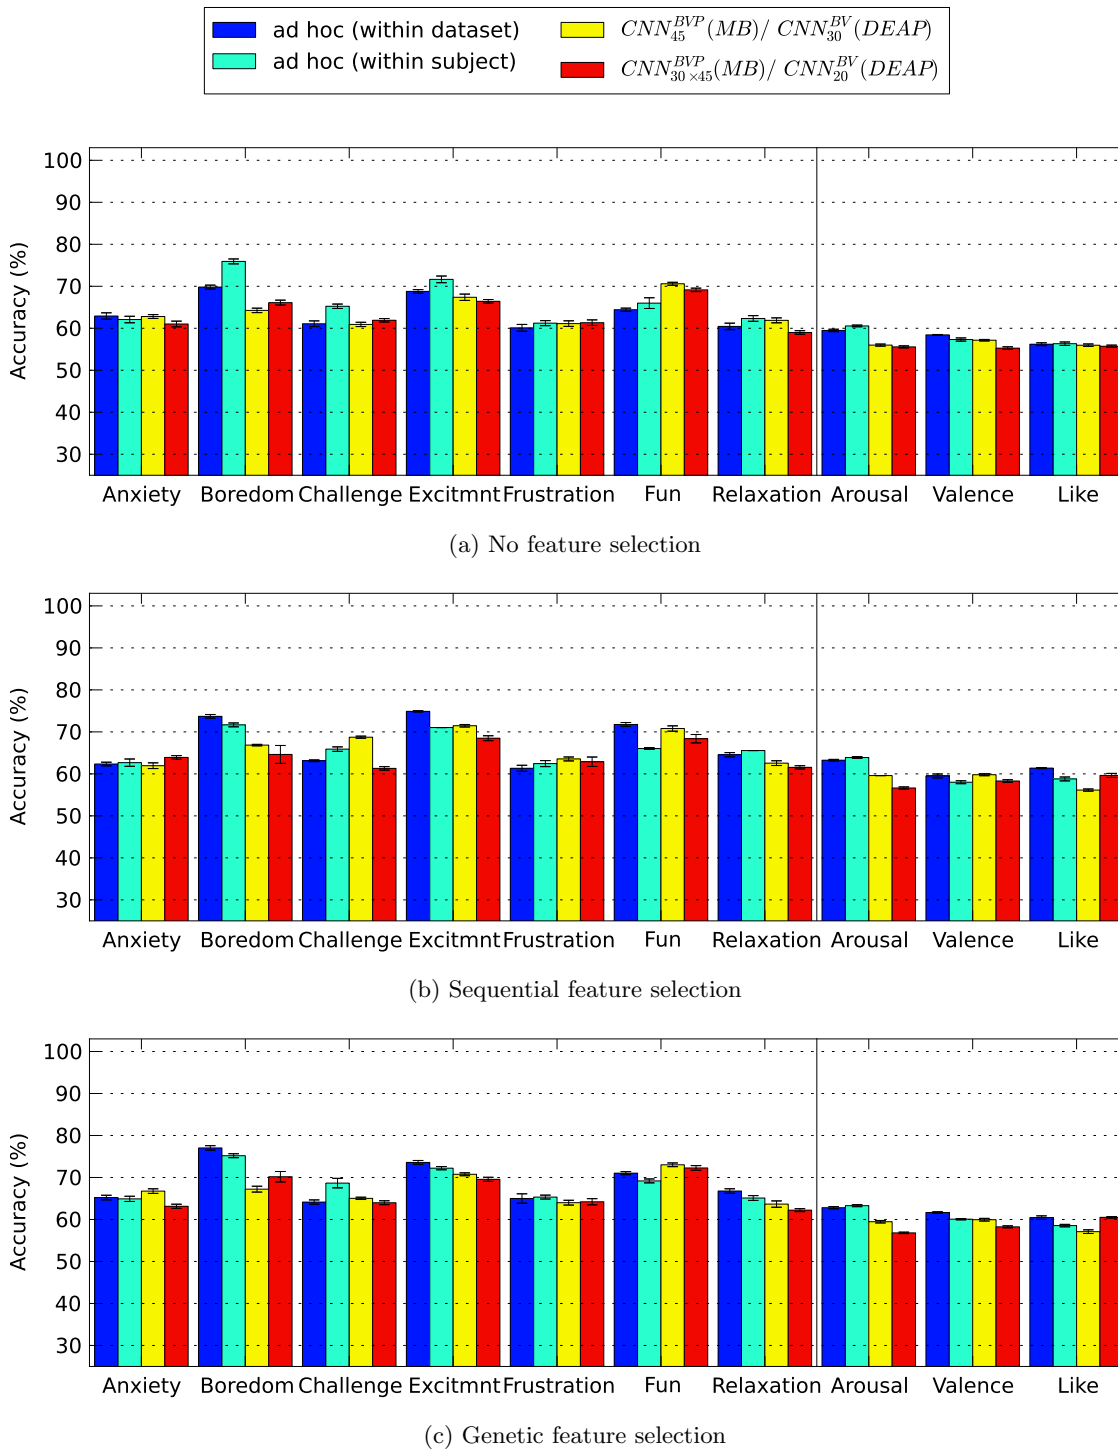 ad hoc (within dataset)
ad hoc (within subject)
CNN_{45}^{BVP}(MB)/ CNN_{30}^{BV}(DEAP)
CNN_{30×45}^{BVP}(MB)/ CNN_{20}^{BV}(DEAP)
100
90
80
70
60
50
40
30
Accuracy (%)
Anxiety Boredom Challenge Excitmnt Frustration Fun Relaxation Arousal Valence Like
(a) No feature selection
100
90
80
70
60
50
40
30
Accuracy (%)
Anxiety Boredom Challenge Excitmnt Frustration Fun Relaxation Arousal Valence Like
(b) Sequential feature selection
100
90
80
70
60
50
40
30
Accuracy (%)
Anxiety Boredom Challenge Excitmnt Frustration Fun Relaxation Arousal Valence Like
(c) Genetic feature selection